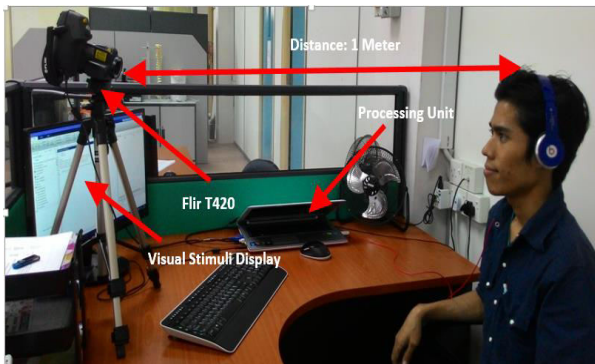 Distance: 1 Meter
Processing Unit
Flir T420
Visual Stimuli Display